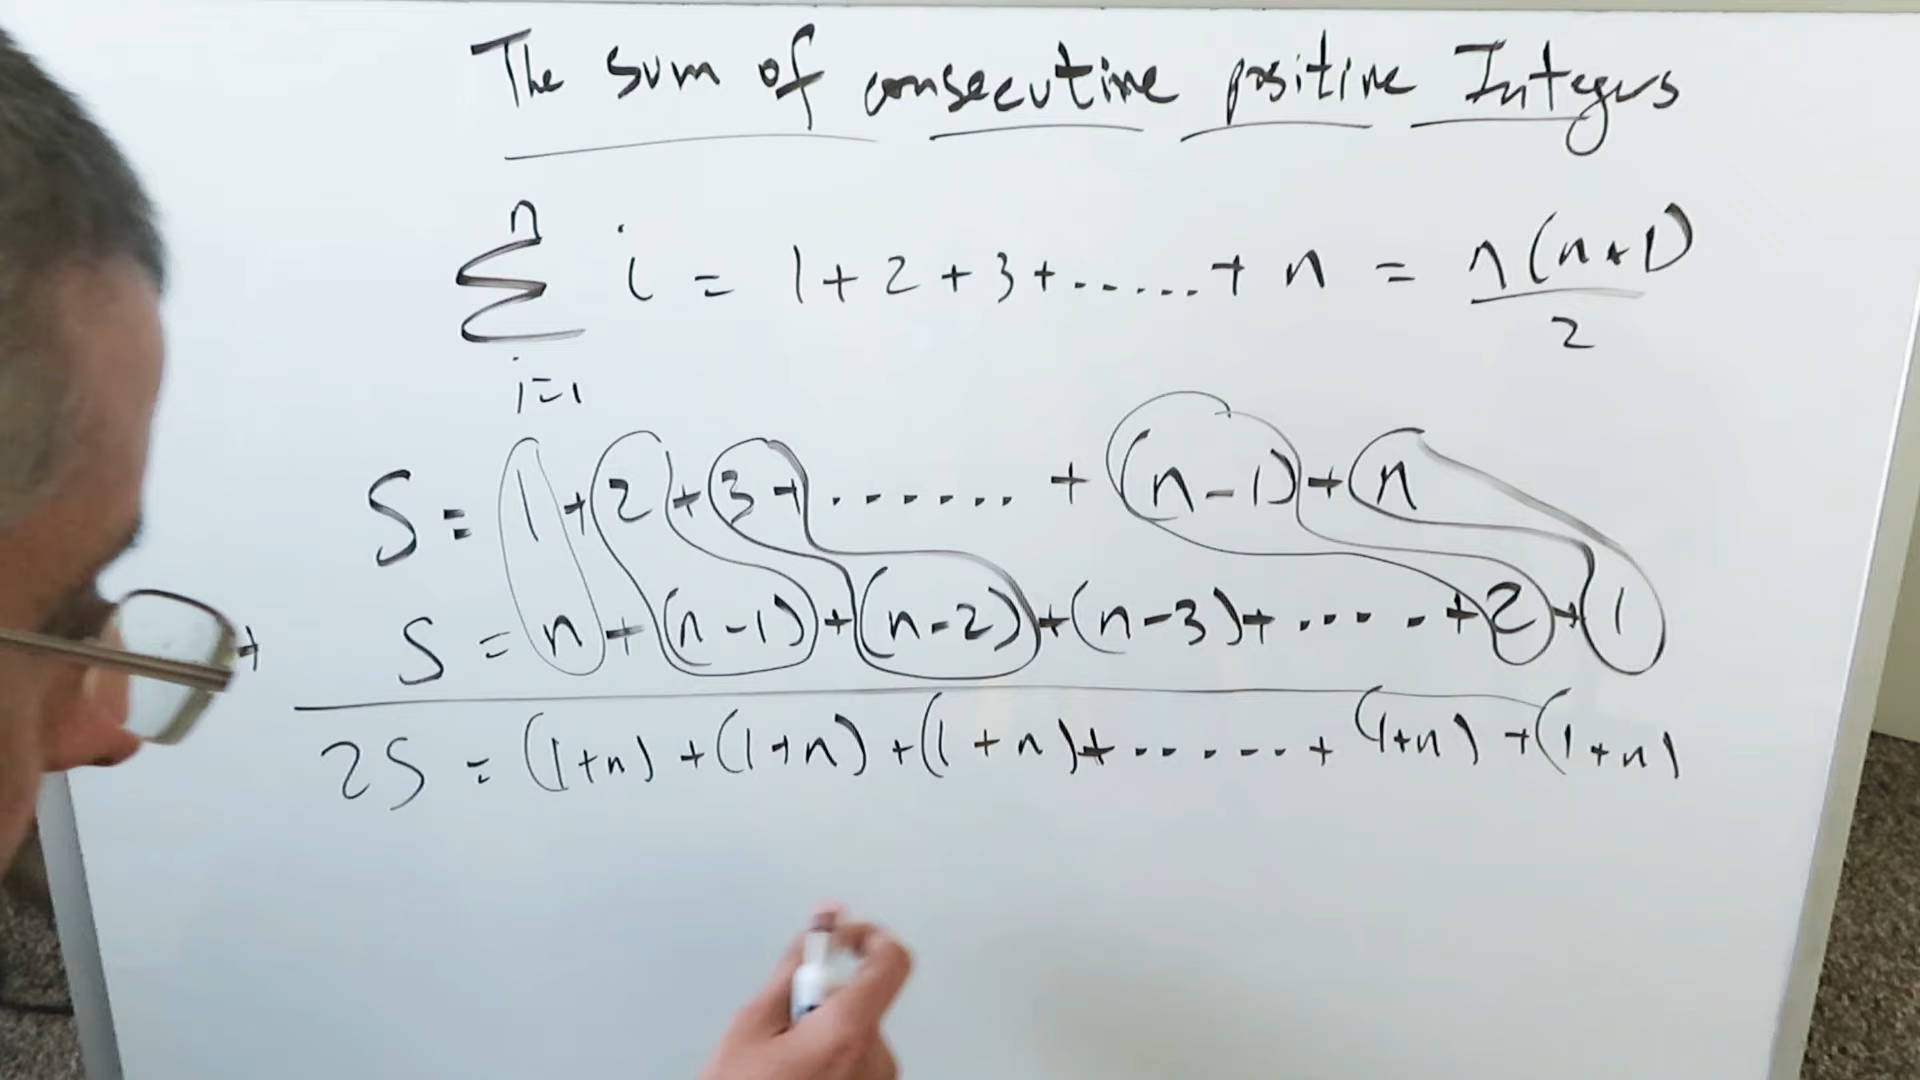 The sum of consecutive positive Integers
n
∑ i = 1 + 2 + 3 + ...... + n = n(n+1)/2
i=1
S = 1 + 2 + 3 + ....... + (n-1) + n
+ S = n + (n-1) + (n-2) + (n-3) + ..... + 2 + 1
2S = (1+n) + (1+n) + (1+n) + ...... + (1+n) + (1+n)